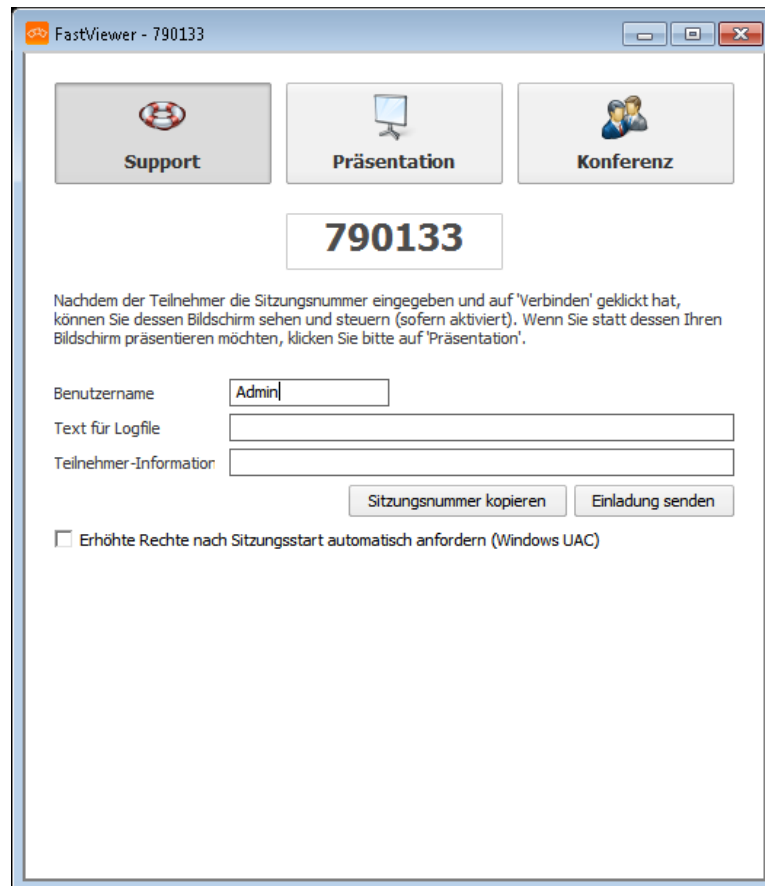 FastViewer - 790133
Support
Präsentation
Konferenz
790133
Nachdem der Teilnehmer die Sitzungsnummer eingegeben und auf 'Verbinden' geklickt hat,
können Sie dessen Bildschirm sehen und steuern (sofern aktiviert). Wenn Sie statt dessen Ihren
Bildschirm präsentieren möchten, klicken Sie bitte auf 'Präsentation'.
Benutzername
Admin
Text für Logfile
Teilnehmer-Information
Sitzungsnummer kopieren
Einladung senden
Erhöhte Rechte nach Sitzungsstart automatisch anfordern (Windows UAC)